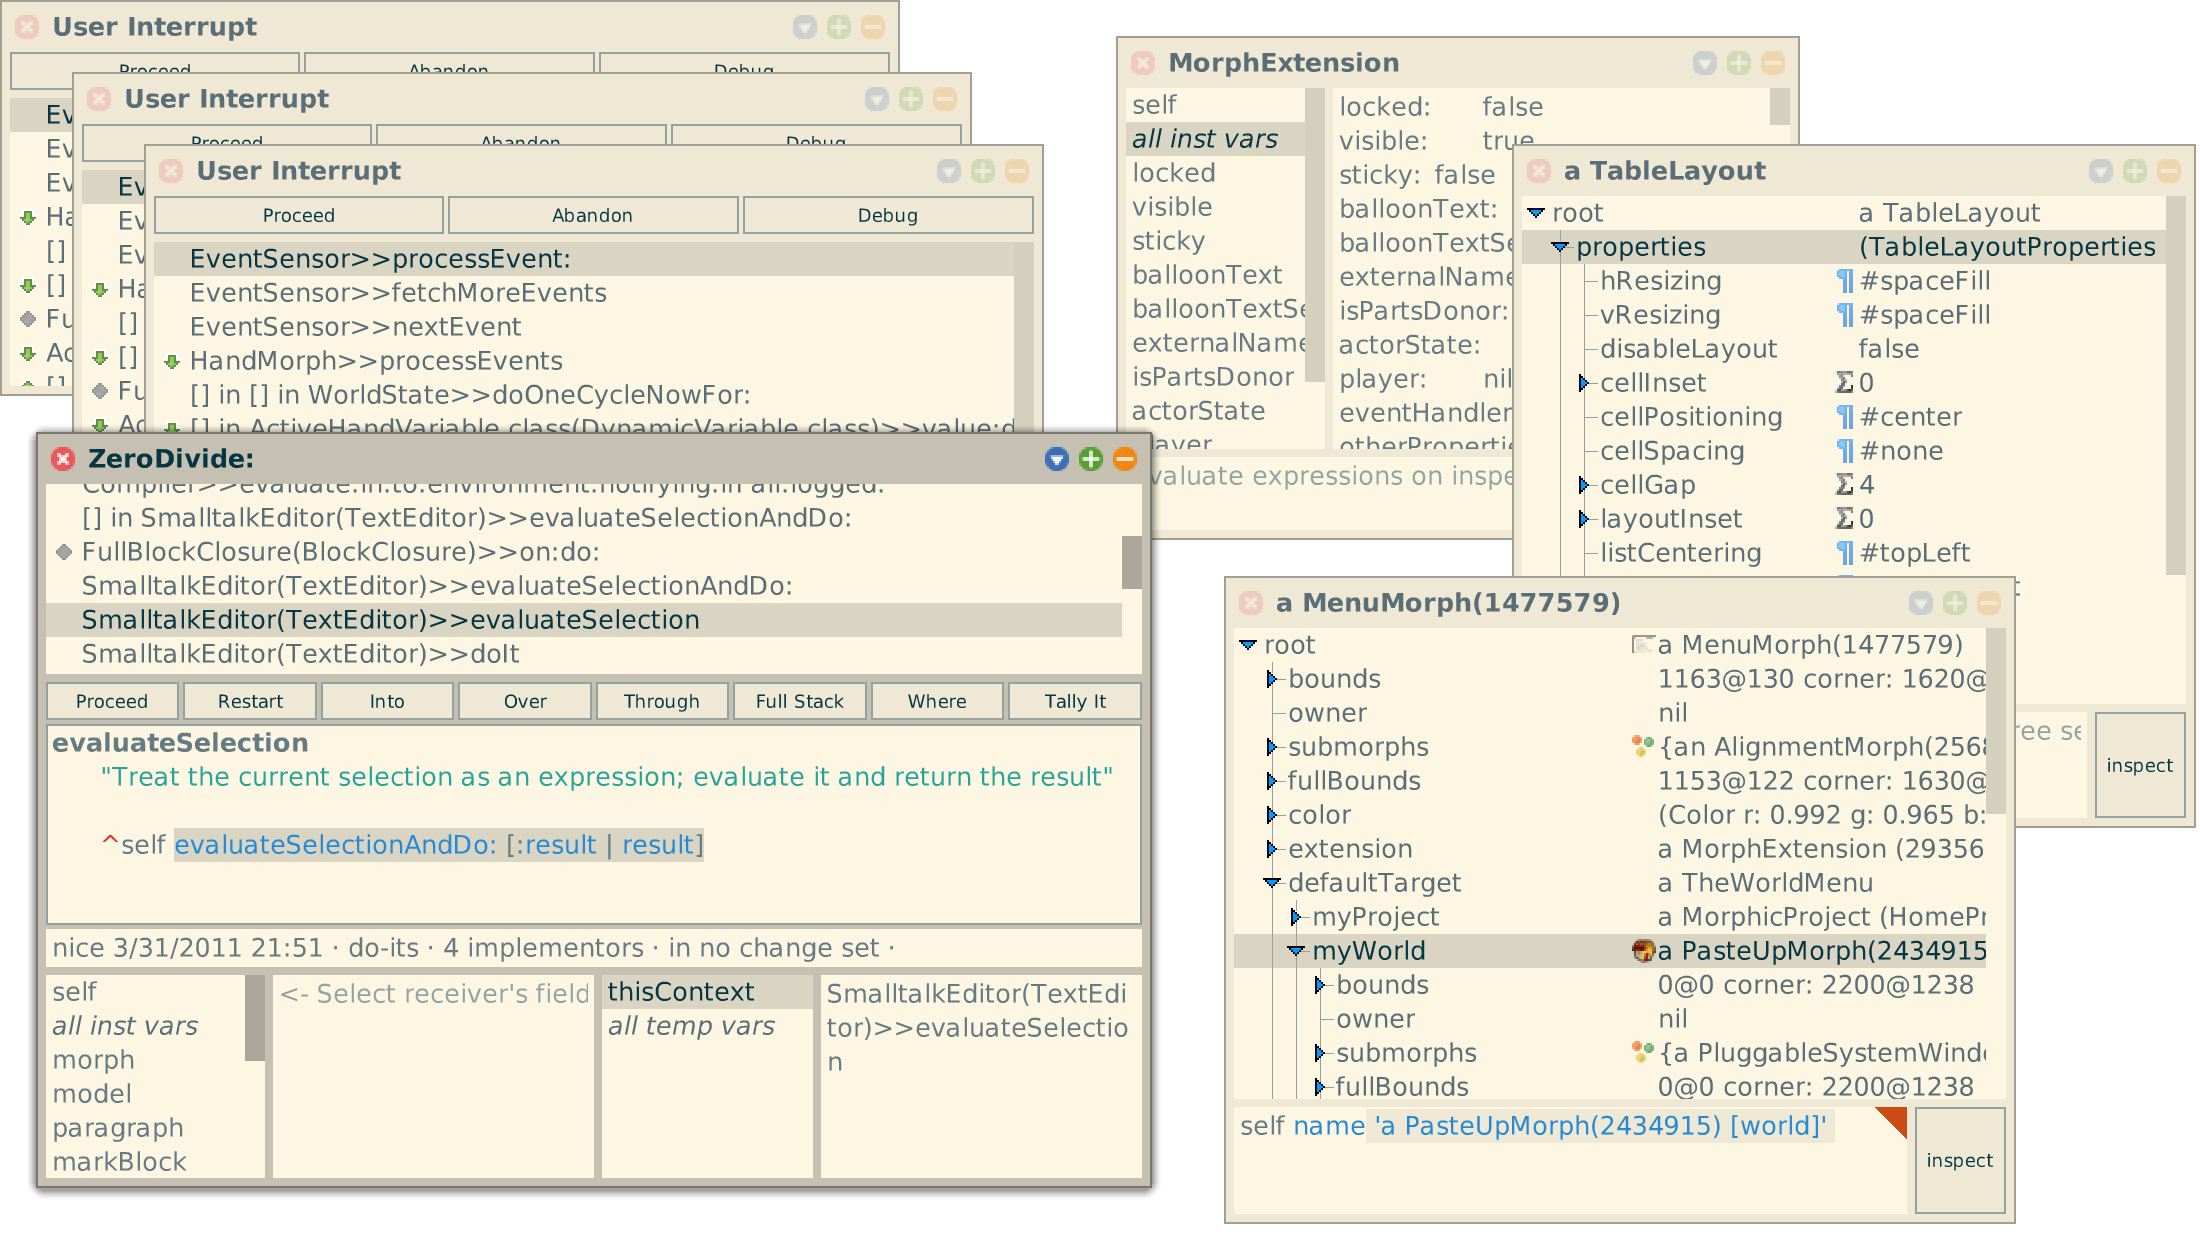 User Interrupt
Proceed Abandon Debug
Ev
Ev
Ev
Ha
[]
[]
Fu
Ac
[]
User Interrupt
Proceed Abandon Debug
Ev
Ev
Ev
Ha
[]
[]
Fu
Ac
User Interrupt
Proceed Abandon Debug
EventSensor>>processEvent:
EventSensor>>fetchMoreEvents
EventSensor>>nextEvent
HandMorph>>processEvents
[] in [] in WorldState>>doOneCycleNowFor:
[] in ActiveHandVariable class(DynamicVariable class)>>value:d
ZeroDivide:
Compiler>>evaluate:in:to:environment:notifying:ifFail:logged:
[] in SmalltalkEditor(TextEditor)>>evaluateSelectionAndDo:
FullBlockClosure(BlockClosure)>>on:do:
SmalltalkEditor(TextEditor)>>evaluateSelectionAndDo:
SmalltalkEditor(TextEditor)>>evaluateSelection
SmalltalkEditor(TextEditor)>>doIt
Proceed Restart Into Over Through Full Stack Where Tally It
evaluateSelection
"Treat the current selection as an expression; evaluate it and return the result"
^self evaluateSelectionAndDo: [:result | result]
nice 3/31/2011 21:51 · do-its · 4 implementors · in no change set ·
self
all inst vars
morph
model
paragraph
markBlock
<- Select receiver's field
thisContext
all temp vars
SmalltalkEditor(TextEdi
tor)>>evaluateSelectio
n
MorphExtension
self
all inst vars
locked
visible
sticky
balloonText
balloonTextSe
externalName
isPartsDonor
actorState
player
locked: false
visible: true
sticky: false
balloonText:
balloonTextSe
externalName
isPartsDonor:
actorState:
player: nil
eventHandler
otherProperti
valuate expressions on inspe
a TableLayout
root a TableLayout
properties (TableLayoutProperties
hResizing #spaceFill
vResizing #spaceFill
disableLayout false
cellInset Σ 0
cellPositioning #center
cellSpacing #none
cellGap Σ 4
layoutInset Σ 0
listCentering #topLeft
ree se
inspect
a MenuMorph(1477579)
root a MenuMorph(1477579)
bounds 1163@130 corner: 1620@
owner nil
submorphs {an AlignmentMorph(256
fullBounds 1153@122 corner: 1630@
color (Color r: 0.992 g: 0.965 b:
extension a MorphExtension (29356
defaultTarget a TheWorldMenu
myProject a MorphicProject (HomePr
myWorld a PasteUpMorph(2434915
bounds 0@0 corner: 2200@1238
owner nil
submorphs {a PluggableSystemWind
fullBounds 0@0 corner: 2200@1238
self name 'a PasteUpMorph(2434915) [world]'
inspect